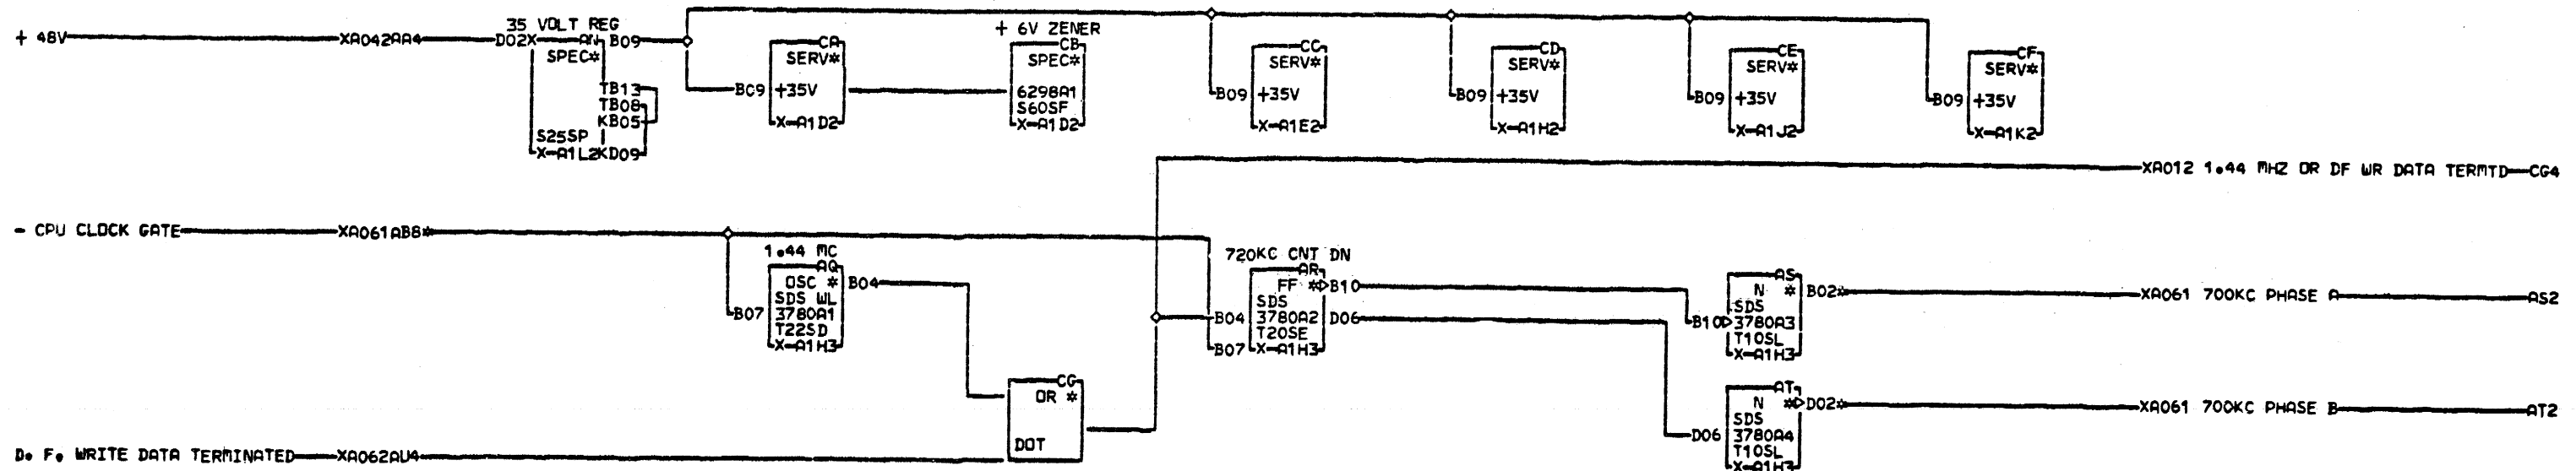 + 48V XA042AA4 D02X
35 VOLT REG
AN B09
SPEC*
TB13
TB08
KB05
S25SP
X-A1L2KD09
CA
SERV*
B09 +35V
X-A1D2
+ 6V ZENER
CB
SPEC*
6298A1
S60SF
X-A1D2
CC
SERV*
B09 +35V
X-A1E2
CD
SERV*
B09 +35V
X-A1H2
CE
SERV*
B09 +35V
X-A1J2
CF
SERV*
B09 +35V
X-A1K2
XA012 1.44 MHZ OR DF WR DATA TERMTD CG4
- CPU CLOCK GATE XA061AB8*
1.44 MC
AQ
OSC * B04
SDS WL
B07 3780A1
T22SD
X-A1H3
720KC CNT DN
AR
FF * B10
SDS
B04 3780A2 D06
T20SE
B07 X-A1H3
AS
N * B02*
SDS
B10 3780A3
T10SL
X-A1H3
XA061 700KC PHASE A AS2
CG
OR *
DOT
AT
N * D02*
SDS
D06 3780A4
T10SL
X-A1H3
XA061 700KC PHASE B AT2
D. F. WRITE DATA TERMINATED XA062AU4